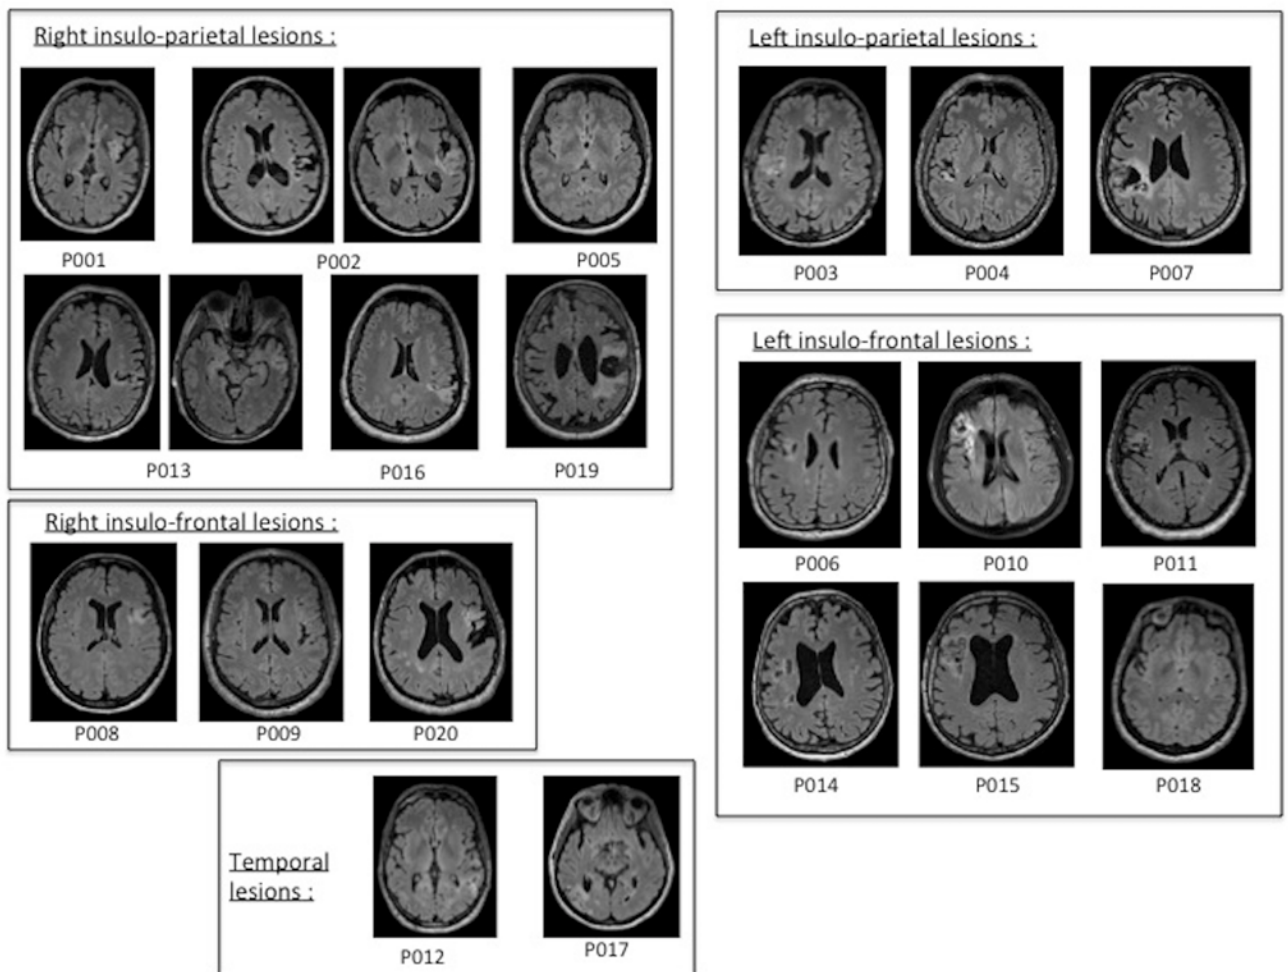 Right insulo-parietal lesions :
P001
P002
P005
P013
P016
P019
Left insulo-parietal lesions :
P003
P004
P007
Right insulo-frontal lesions :
P008
P009
P020
Left insulo-frontal lesions :
P006
P010
P011
P014
P015
P018
Temporal
lesions :
P012
P017